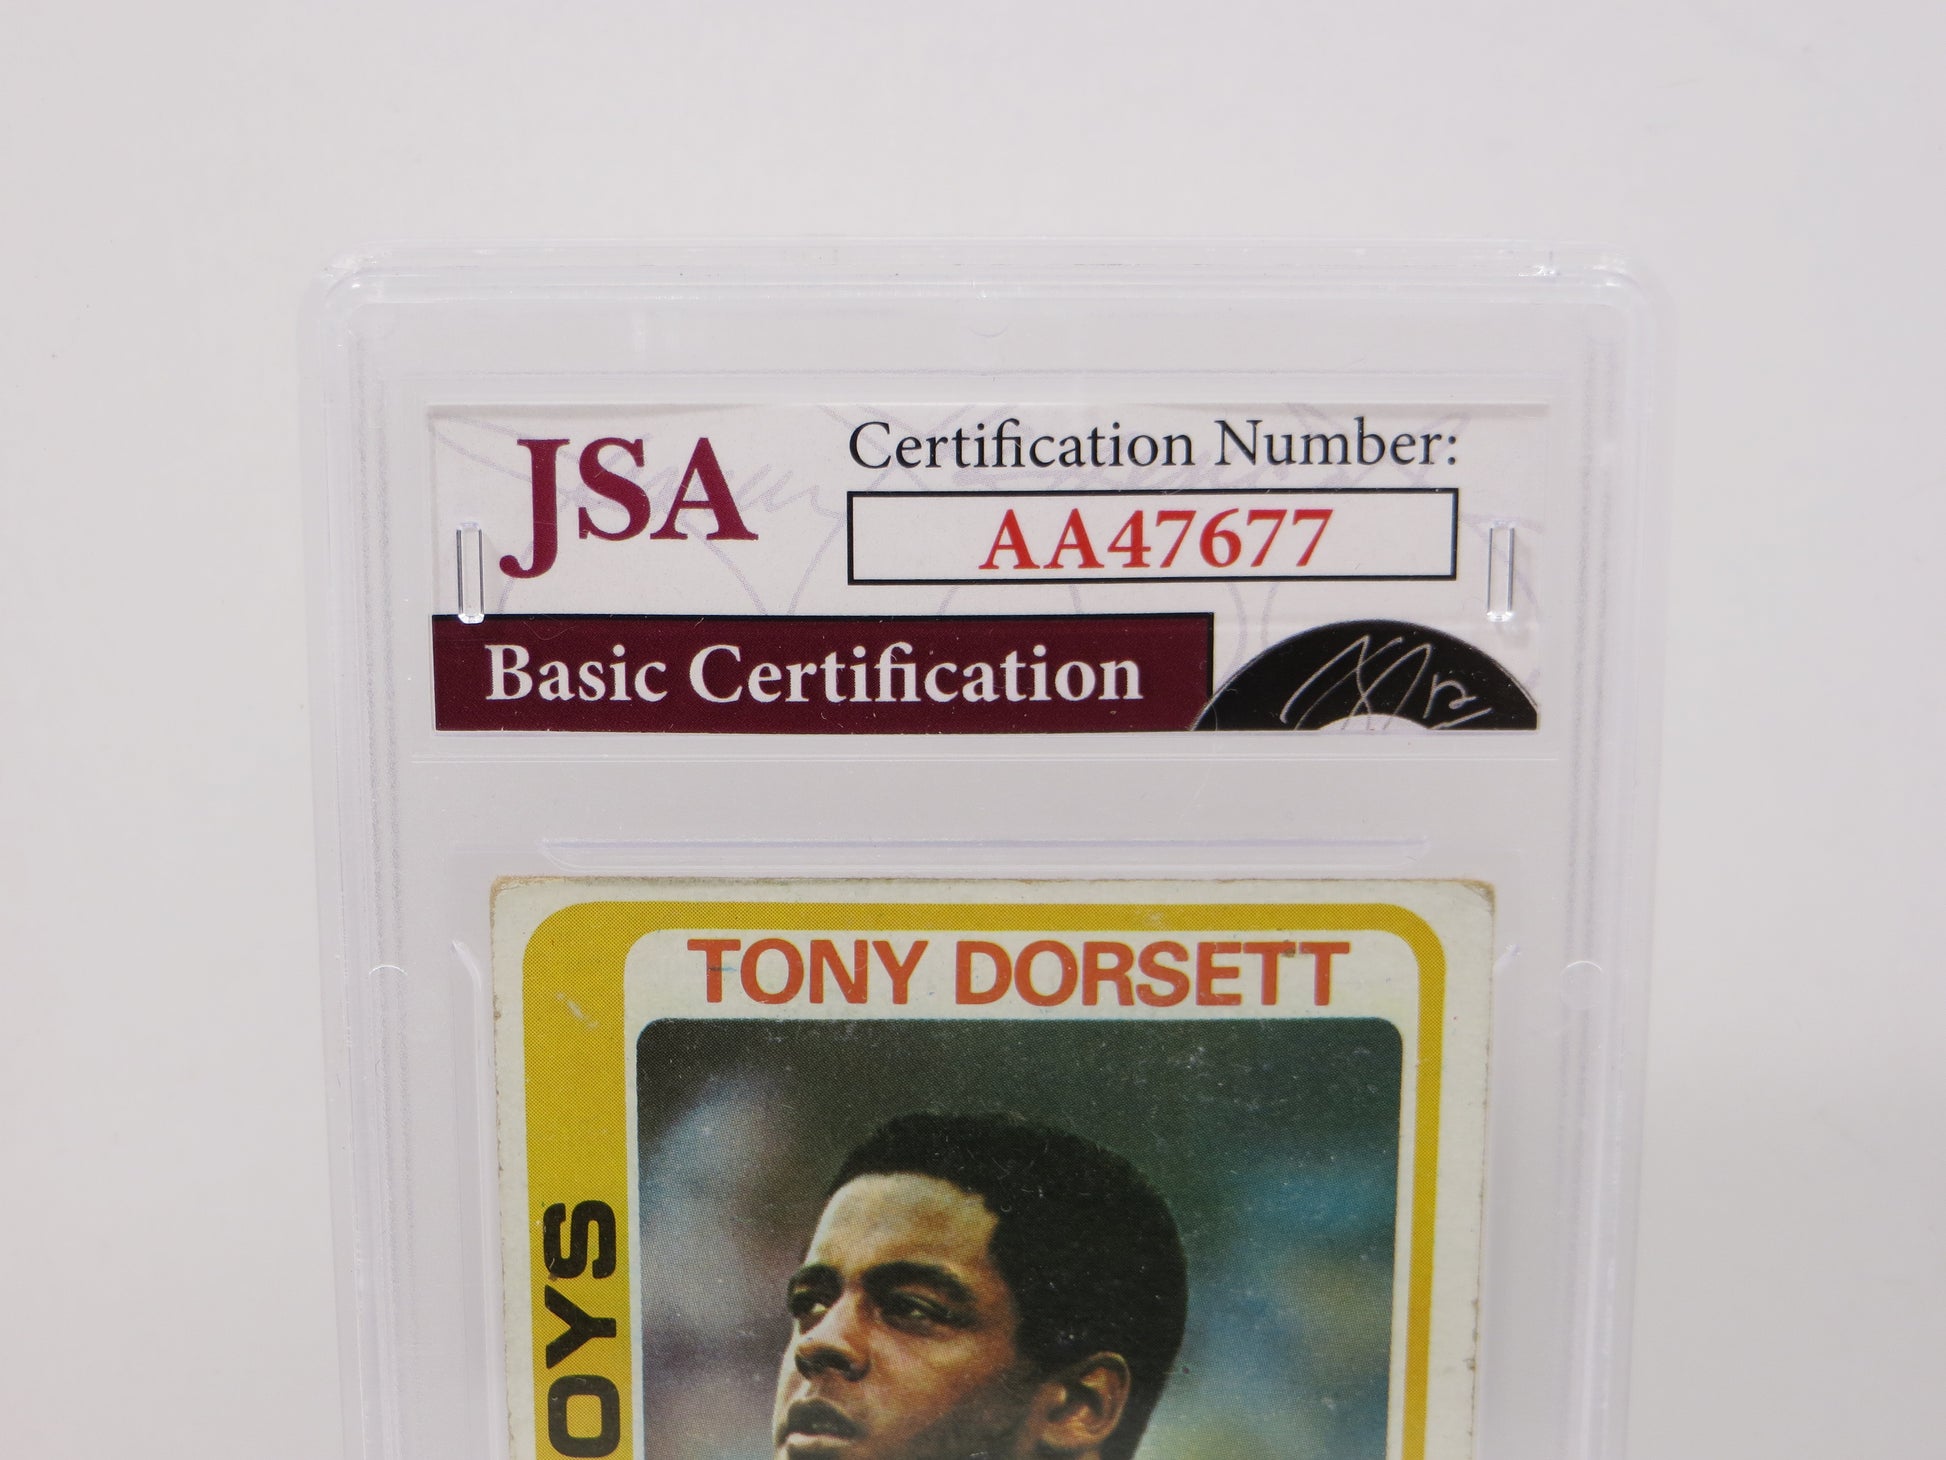 JSA
Certification Number:
AA47677
Basic Certification
TONY DORSETT
OYS